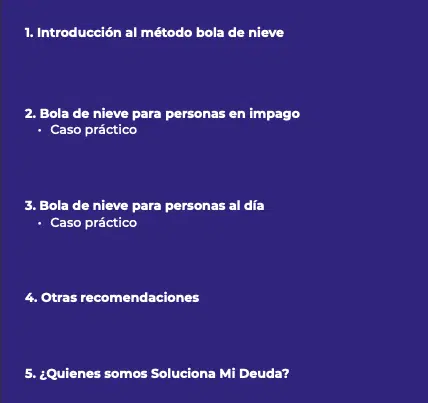 1. Introducción al método bola de nieve
2. Bola de nieve para personas en impago
• Caso práctico
3. Bola de nieve para personas al día
• Caso práctico
4. Otras recomendaciones
5. ¿Quienes somos Soluciona Mi Deuda?